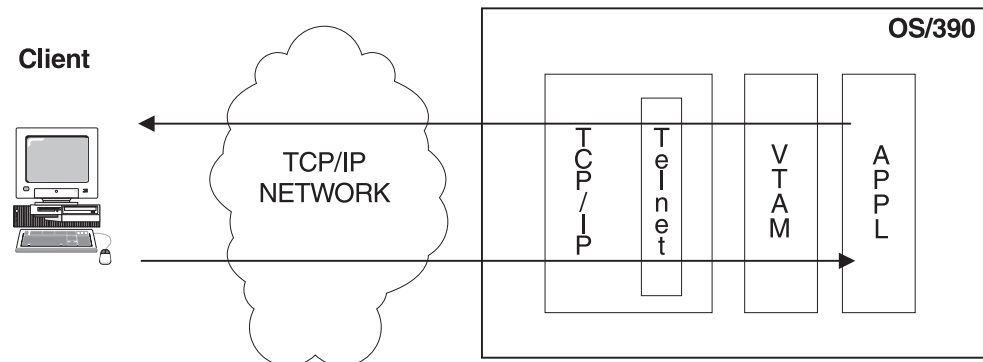 OS/390
Client
TCP/IP
NETWORK
TCP/IP
Telnet
VTAM
APPL